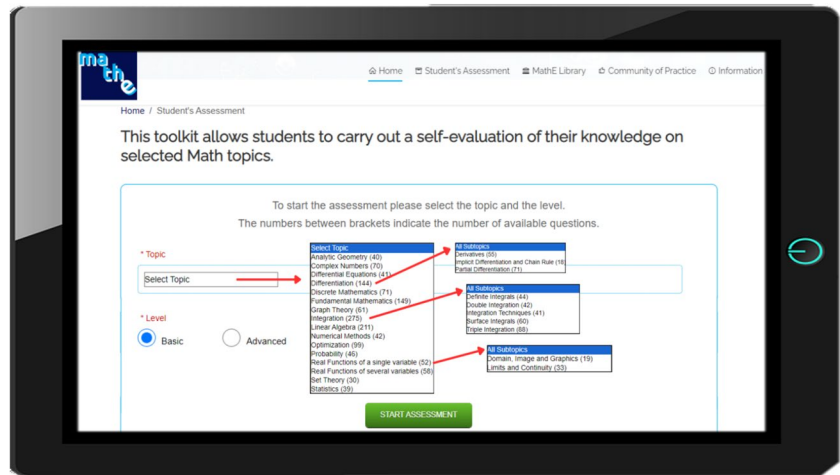 ma
the
Home
Student's Assessment
MathE Library
Community of Practice
Information
Home / Student's Assessment
This toolkit allows students to carry out a self-evaluation of their knowledge on
selected Math topics.
To start the assessment please select the topic and the level.
The numbers between brackets indicate the number of available questions.
* Topic
Select Topic
* Level
Basic
Advanced
Select Topic
Analytic Geometry (40)
Complex Numbers (70)
Differential Equations (41)
Differentiation (144)
Discrete Mathematics (71)
Fundamental Mathematics (149)
Graph Theory (61)
Integration (275)
Linear Algebra (211)
Numerical Methods (42)
Optimization (99)
Probability (46)
Real Functions of a single variable (52)
Real Functions of several variables (58)
Set Theory (30)
Statistics (39)
All Subtopics
Derivatives (55)
Implicit Differentiation and Chain Rule (18)
Partial Differentiation (71)
All Subtopics
Definite Integrals (44)
Double Integration (42)
Integration Techniques (41)
Surface Integrals (60)
Triple Integration (88)
All Subtopics
Domain, Image and Graphics (19)
Limits and Continuity (33)
START ASSESSMENT